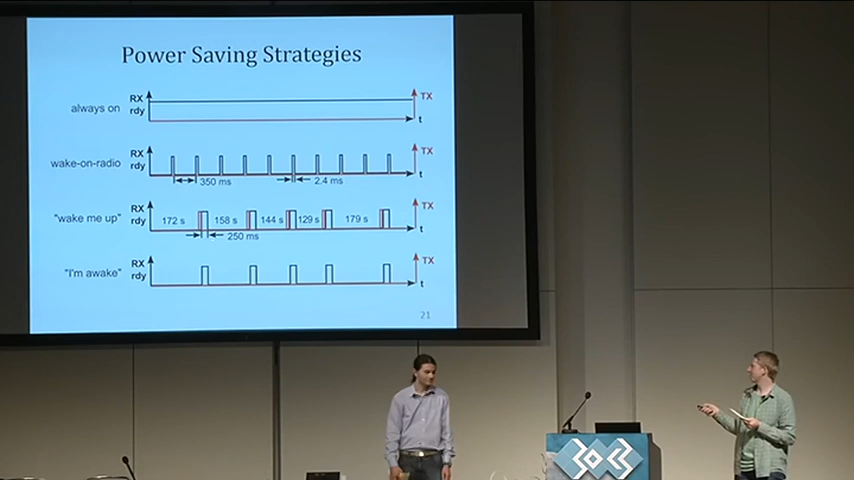 Power Saving Strategies
always on RX rdy TX t
wake-on-radio RX rdy TX t
350 ms 2.4 ms
"wake me up" RX rdy TX t
172 s 158 s 144 s 129 s 179 s
250 ms
"I'm awake" RX rdy TX t
21
30C3